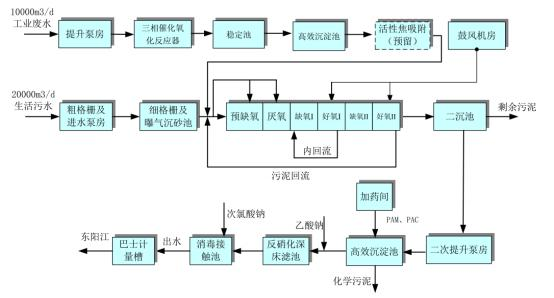 10000m3/d
工业废水
提升泵房
三相催化氧
化反应器
稳定池
高效沉淀池
活性焦吸附
(预留)
鼓风机房
20000m3/d
生活污水
粗格栅及
进水泵房
细格栅及
曝气沉砂池
预缺氧
厌氧
缺氧I
好氧I
缺氧II
好氧II
二沉池
剩余污泥
内回流
污泥回流
加药间
PAM、PAC
次氯酸钠
乙酸钠
东阳江
巴士计
量槽
出水
消毒接
触池
反硝化深
床滤池
高效沉淀池
二次提升泵房
化学污泥